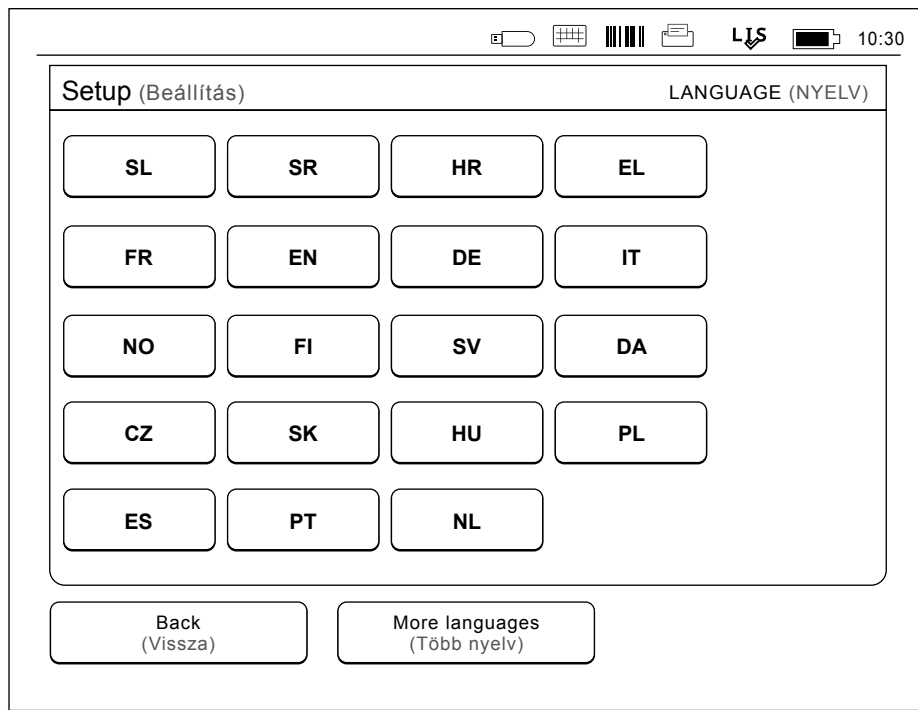 LIS 10:30
Setup (Beállítás) LANGUAGE (NYELV)
SL SR HR EL
FR EN DE IT
NO FI SV DA
CZ SK HU PL
ES PT NL
Back More languages
(Vissza) (Több nyelv)